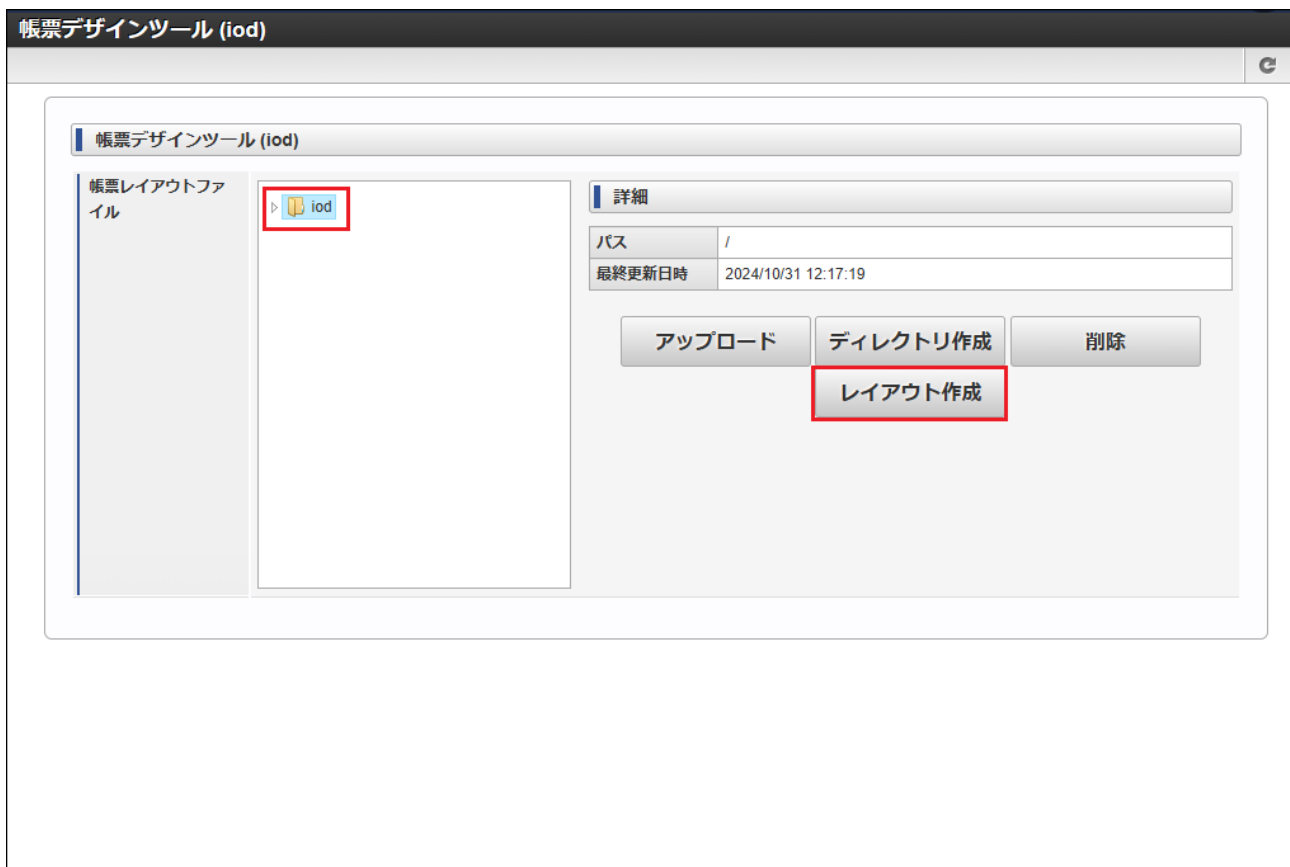 帳票デザインツール (iod)
帳票デザインツール (iod)
帳票レイアウトファ
イル
iod
詳細
パス
/
最終更新日時
2024/10/31 12:17:19
アップロード
ディレクトリ作成
削除
レイアウト作成